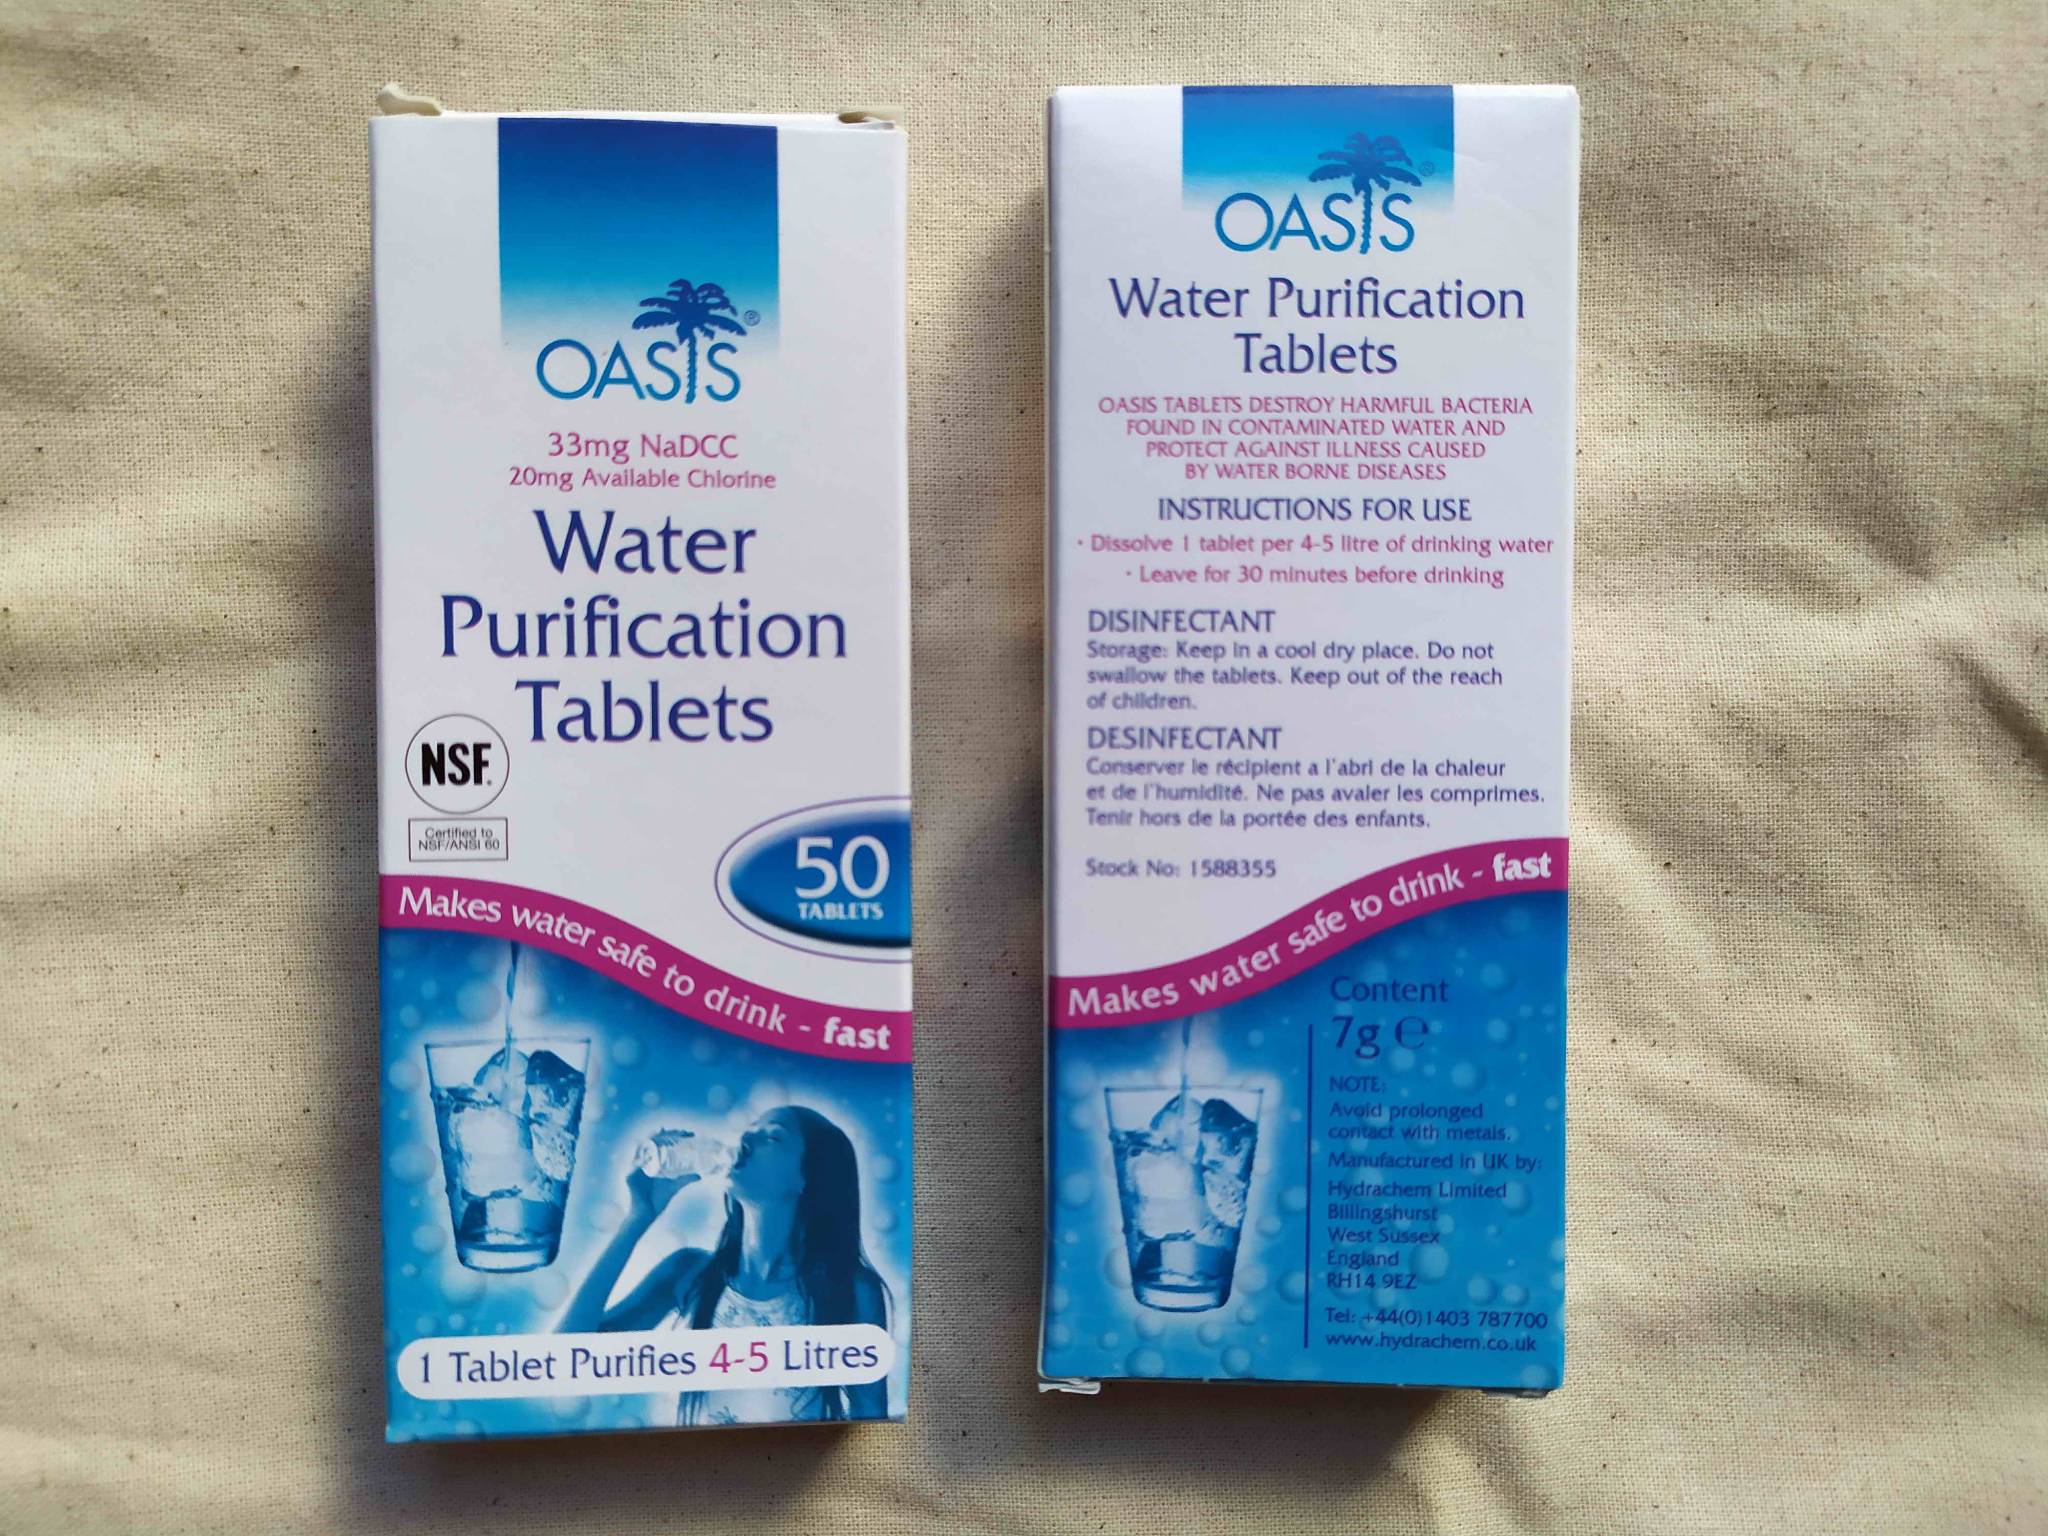 OASIS®
33mg NaDCC
20mg Available Chlorine
Water
Purification
Tablets
NSF®
Certified to
NSF/ANSI 60
50
TABLETS
Makes water safe to drink - fast
1 Tablet Purifies 4-5 Litres
OASIS®
Water Purification
Tablets
OASIS TABLETS DESTROY HARMFUL BACTERIA
FOUND IN CONTAMINATED WATER AND
PROTECT AGAINST ILLNESS CAUSED
BY WATER BORNE DISEASES
INSTRUCTIONS FOR USE
• Dissolve 1 tablet per 4-5 litre of drinking water
• Leave for 30 minutes before drinking
DISINFECTANT
Storage: Keep in a cool dry place. Do not
swallow the tablets. Keep out of the reach
of children.
DESINFECTANT
Conserver le récipient a l'abri de la chaleur
et de l'humidité. Ne pas avaler les comprimes.
Tenir hors de la portée des enfants.
Stock No: 1588355
Makes water safe to drink - fast
Content
7g ℮
NOTE:
Avoid prolonged
contact with metals.
Manufactured in UK by:
Hydrachem Limited
Billingshurst
West Sussex
England
RH14 9EZ
Tel: +44(0)1403 787700
www.hydrachem.co.uk